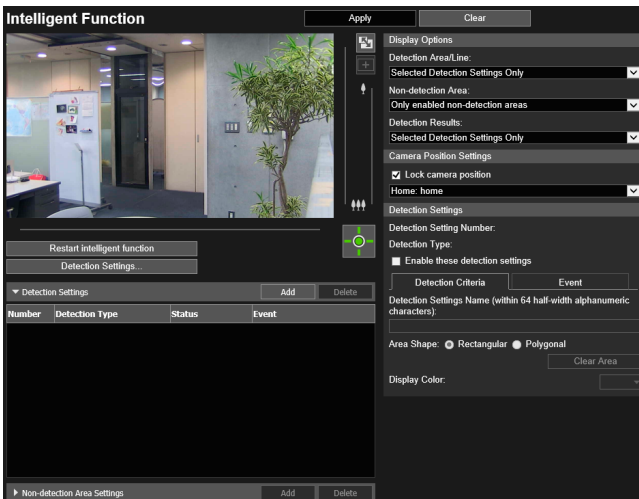 Intelligent Function
Apply
Clear
Restart intelligent function
Detection Settings...
Detection Settings
Add
Delete
Number
Detection Type
Status
Event
Non-detection Area Settings
Add
Delete
Display Options
Detection Area/Line:
Selected Detection Settings Only
Non-detection Area:
Only enabled non-detection areas
Detection Results:
Selected Detection Settings Only
Camera Position Settings
Lock camera position
Home: home
Detection Settings
Detection Setting Number:
Detection Type:
Enable these detection settings
Detection Criteria
Event
Detection Settings Name (within 64 half-width alphanumeric
characters):
Area Shape:
Rectangular
Polygonal
Clear Area
Display Color: